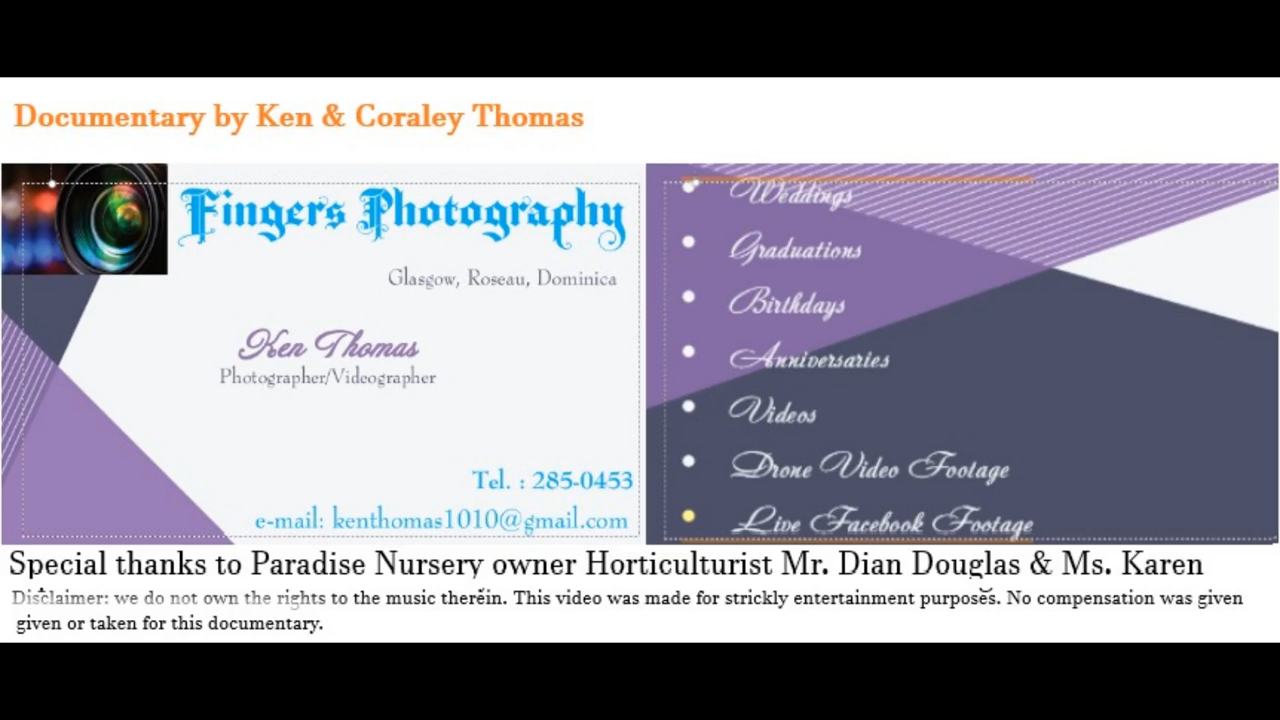 Documentary by Ken & Coraley Thomas
Fingers Photography
Glasgow, Roseau, Dominica
Ken Thomas
Photographer/Videographer
Tel. : 285-0453
e-mail: kenthomas1010@gmail.com
Weddings
Graduations
Birthdays
Anniversaries
Videos
Drone Video Footage
Live Facebook Footage
Special thanks to Paradise Nursery owner Horticulturist Mr. Dian Douglas & Ms. Karen
Disclaimer: we do not own the rights to the music therein. This video was made for strickly entertainment purposes. No compensation was given
given or taken for this documentary.